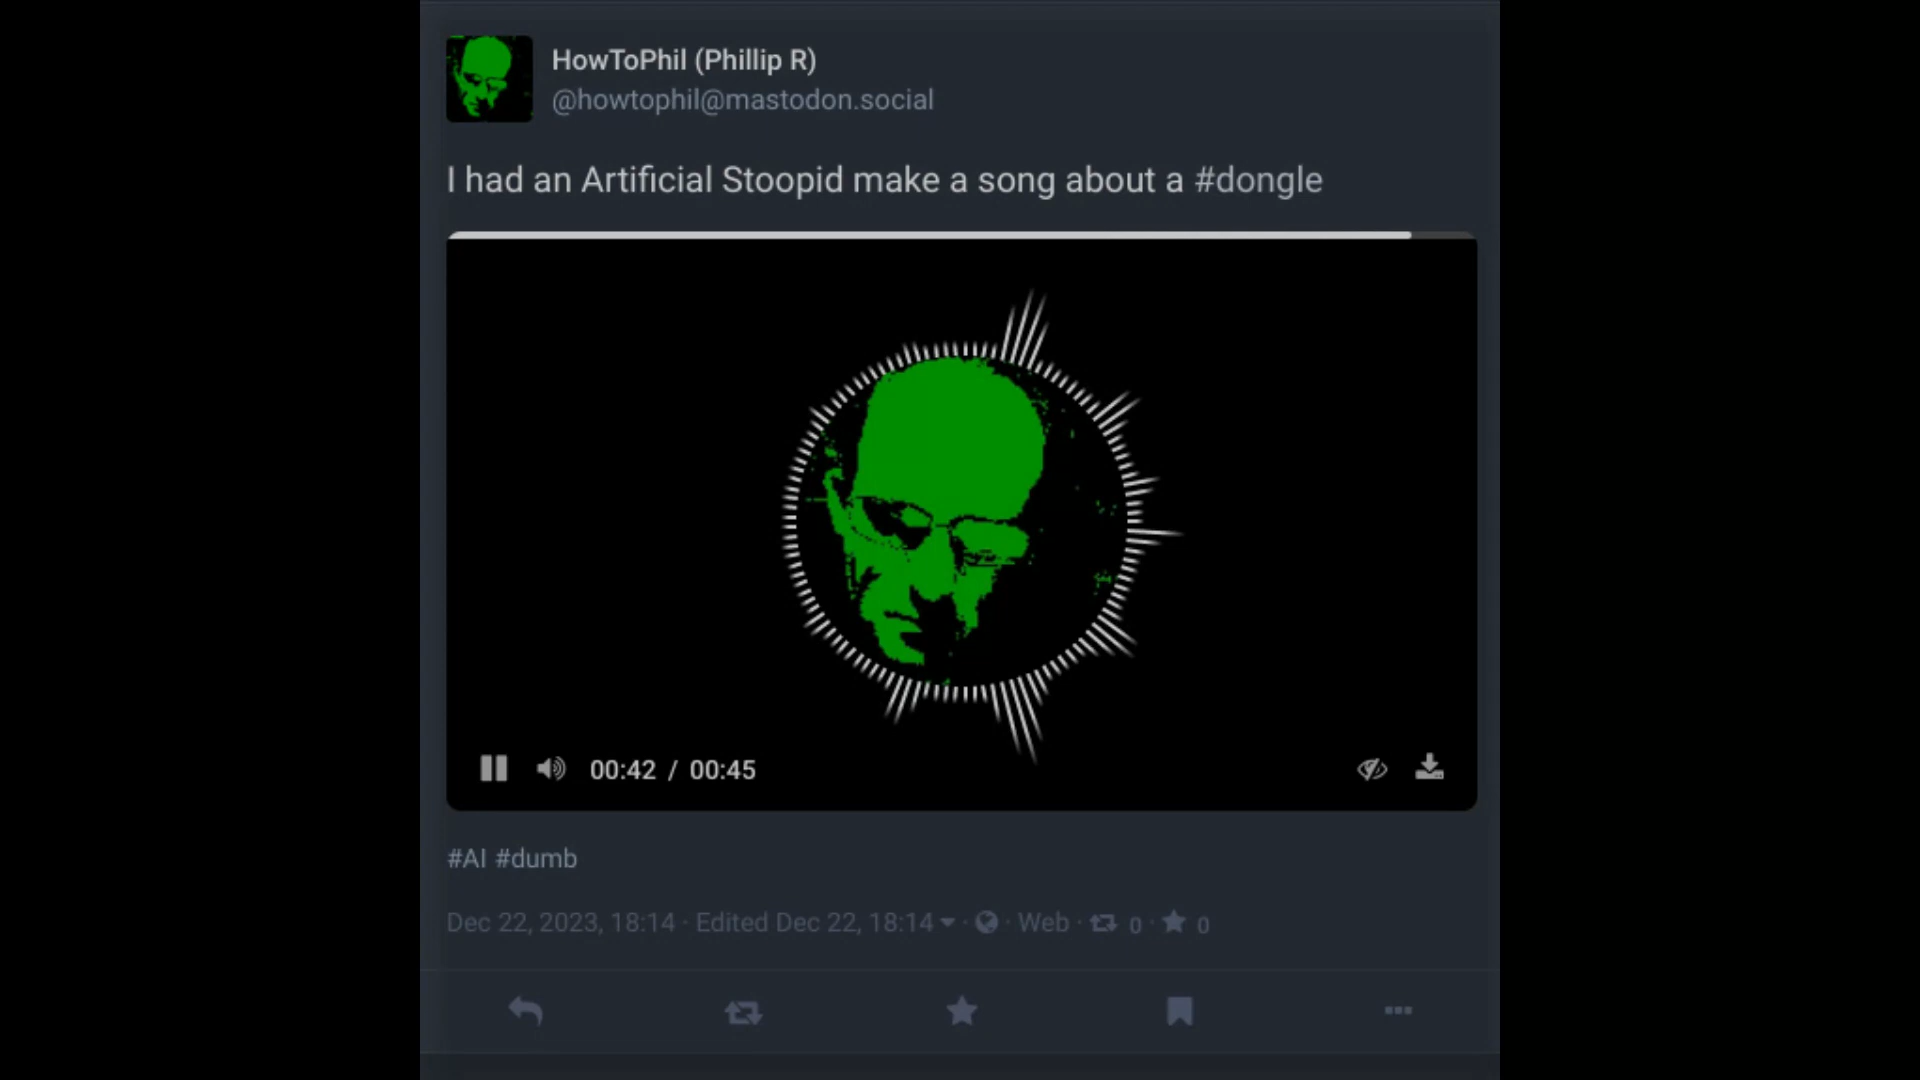 HowToPhil (Phillip R)
@howtophil@mastodon.social
I had an Artificial Stoopid make a song about a #dongle
00:42 / 00:45
#AI #dumb
Dec 22, 2023, 18:14 · Edited Dec 22, 18:14 · Web · 0 · 0